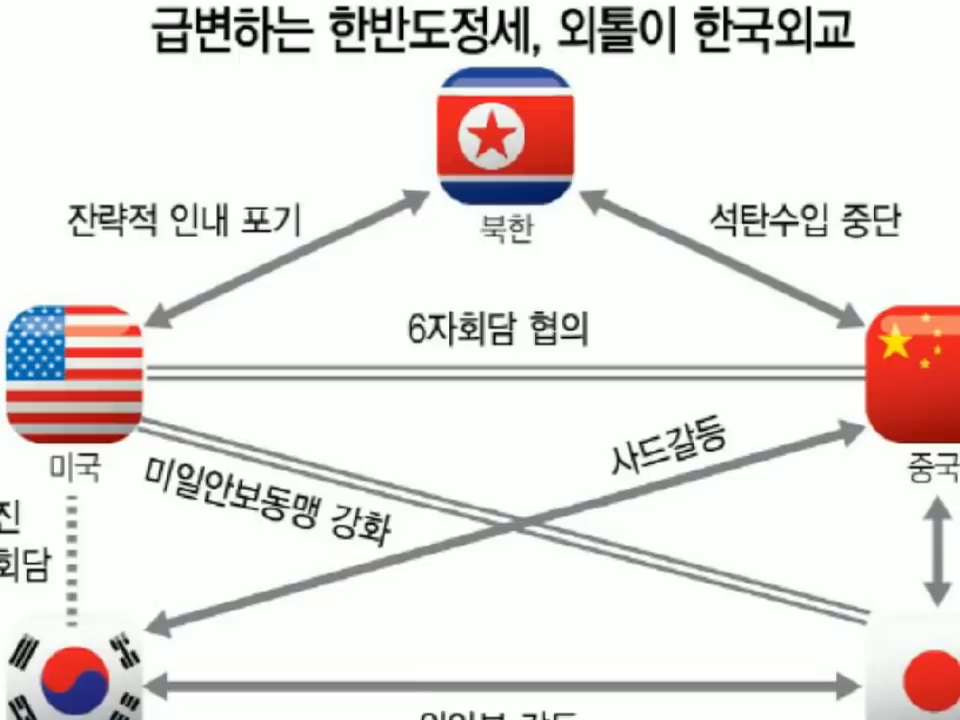 급변하는 한반도정세, 외톨이 한국외교
북한
잔략적 인내 포기
석탄수입 중단
6자회담 협의
미국
중국
사드갈등
미일안보동맹 강화
진
회담